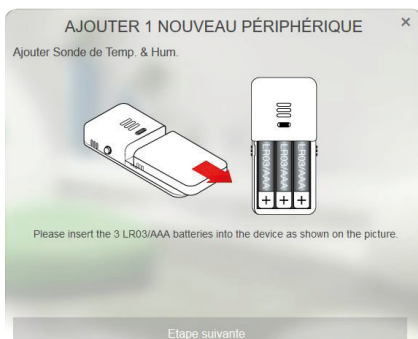 AJOUTER 1 NOUVEAU PÉRIPHÉRIQUE ×
Ajouter Sonde de Temp. & Hum.
LR03/AAA LR03/AAA LR03/AAA
+ + +
Please insert the 3 LR03/AAA batteries into the device as shown on the picture.
Etape suivante